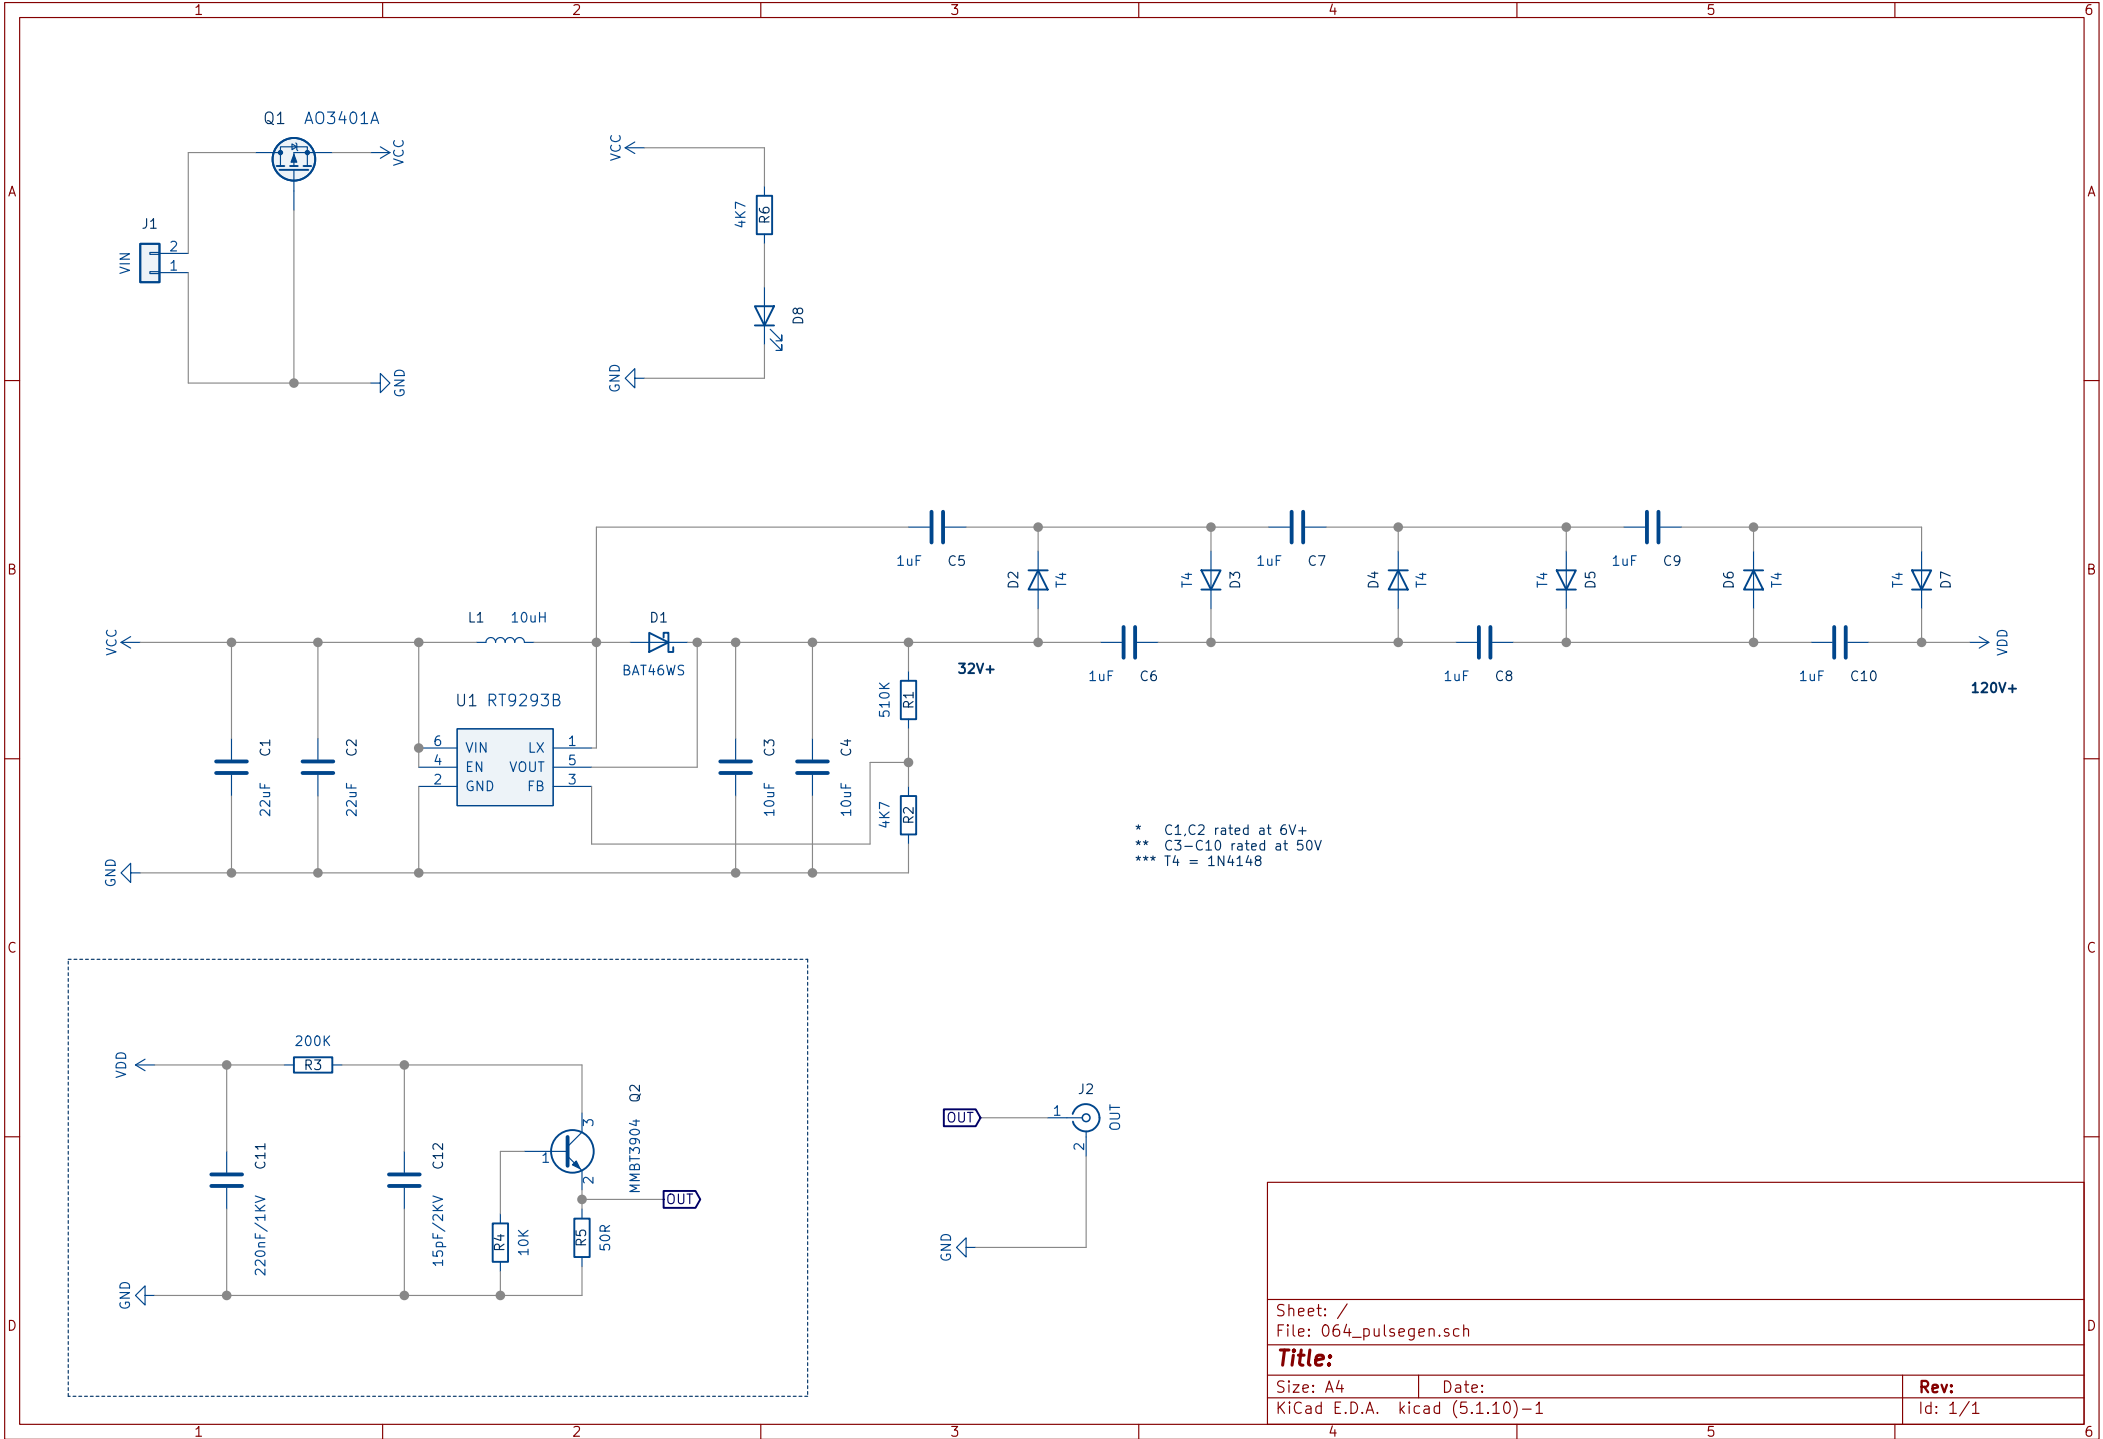 1 2 3 4 5 6
A A
B B
C C
D D
Q1 AO3401A
VCC
J1
VIN
2
1
GND
VCC
4K7
R6
D8
GND
VCC
GND
C1
22uF
C2
22uF
L1 10uH
D1
BAT46WS
U1 RT9293B
6 VIN LX 1
4 EN VOUT 5
2 GND FB 3
C3
10uF
C4
10uF
510K
R1
4K7
R2
32V+
1uF C5
D2 T4
1uF C6
T4 D3
1uF C7
D4 T4
1uF C8
T4 D5
1uF C9
D6 T4
1uF C10
T4 D7
VDD
120V+
* C1,C2 rated at 6V+
** C3-C10 rated at 50V
*** T4 = 1N4148
VDD
200K
R3
C11
220nF/1KV
C12
15pF/2KV
GND
MMBT3904 Q2
3
1
2
OUT
R4
10K
R5
50R
OUT
J2
1
OUT
2
GND
Sheet: /
File: 064_pulsegen.sch
Title:
Size: A4 Date: Rev:
KiCad E.D.A. kicad (5.1.10)-1 Id: 1/1
1 2 3 4 5 6